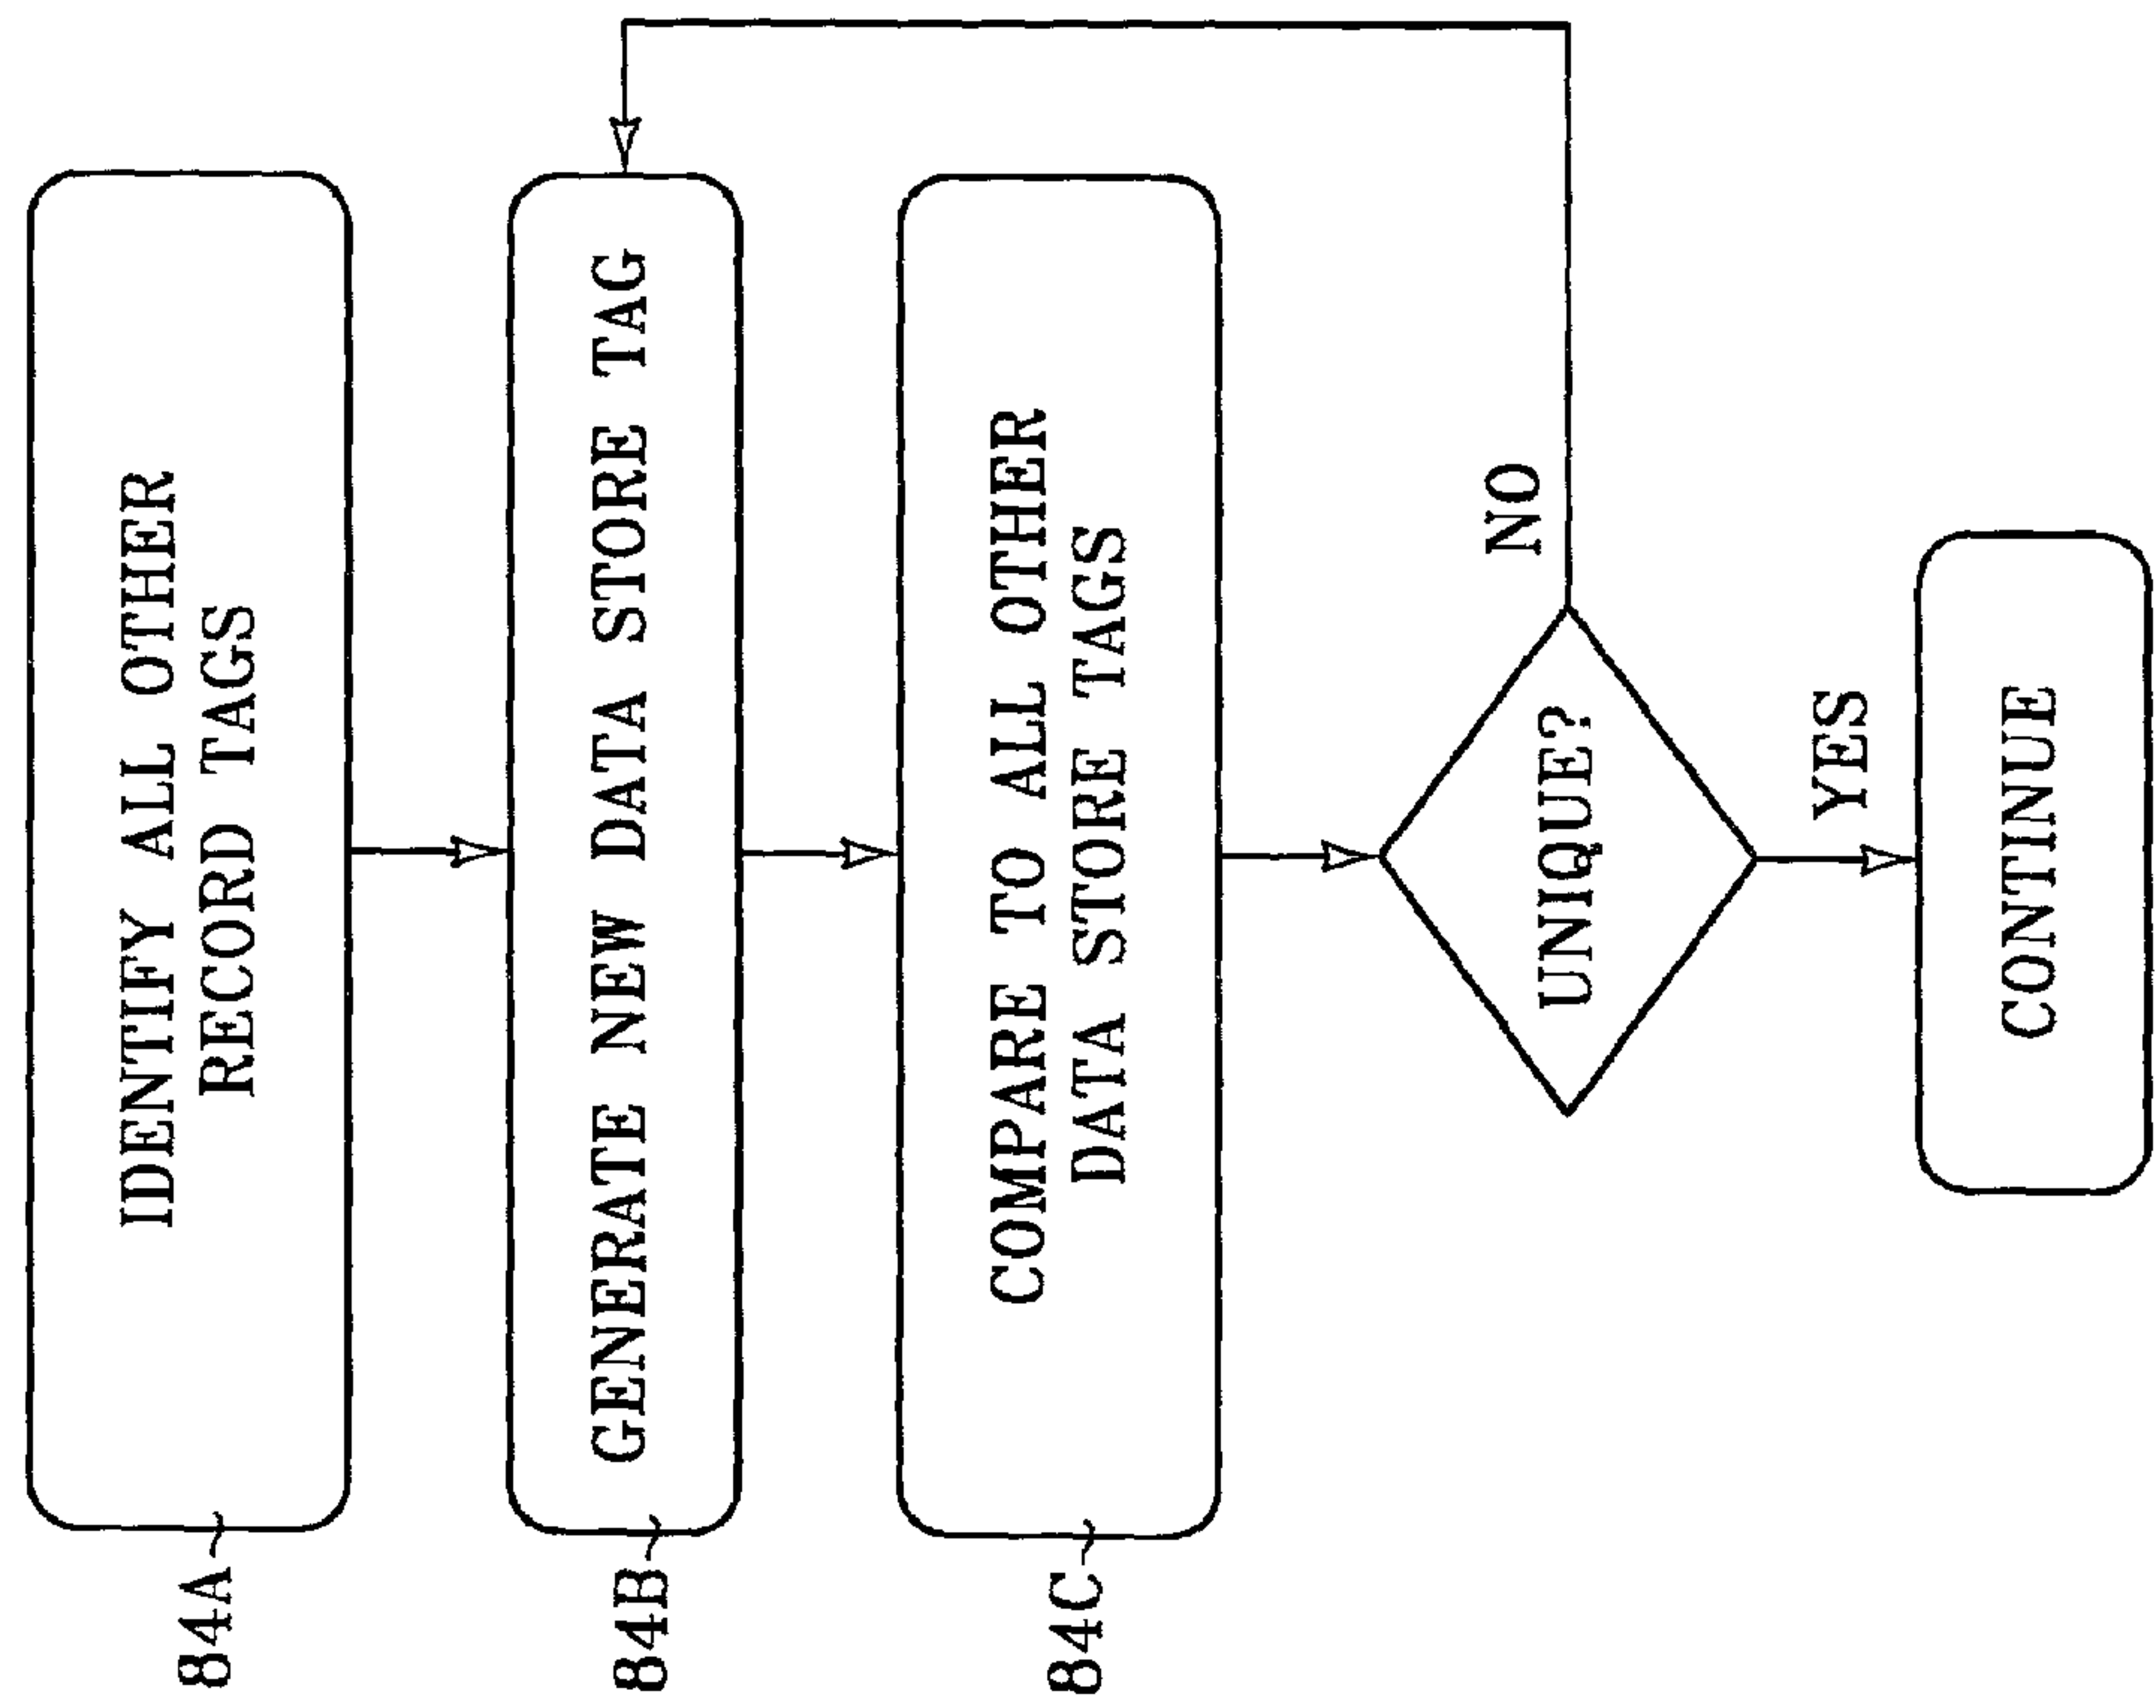 84A
IDENTIFY ALL OTHER
RECORD TAGS
84B
GENERATE NEW DATA STORE TAG
84C
COMPARE TO ALL OTHER
DATA STORE TAGS
UNIQUE?
NO
YES
CONTINUE